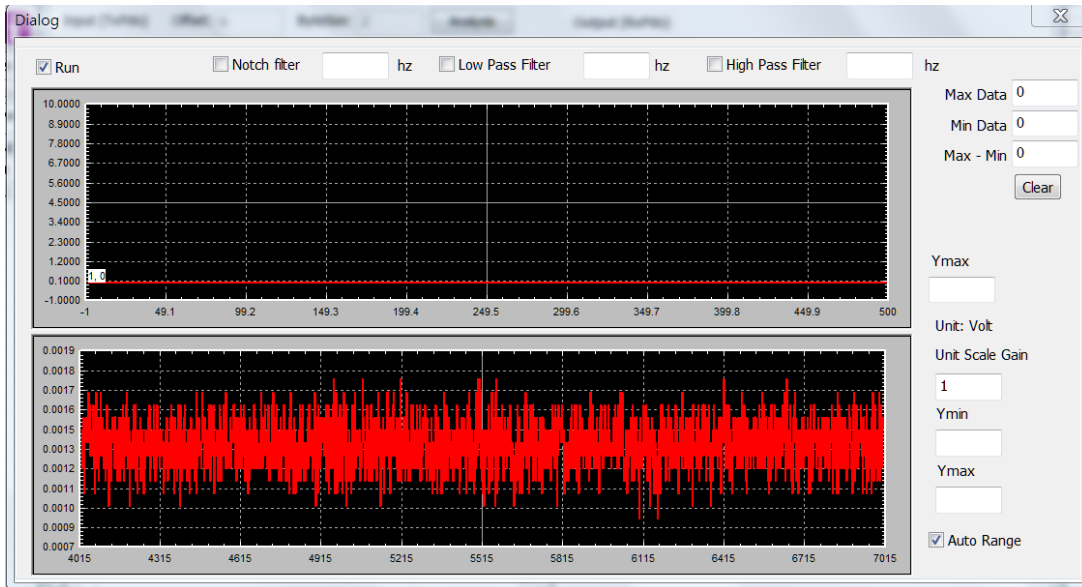 Dialog
Run Notch filter hz Low Pass Filter hz High Pass Filter hz
Max Data 0
Min Data 0
Max - Min 0
Clear
10.0000
8.9000
7.8000
6.7000
5.6000
4.5000
3.4000
2.3000
1.2000
0.1000
-1.0000
1, 0
-1 49.1 99.2 149.3 199.4 249.5 299.6 349.7 399.8 449.9 500
Ymax
Unit: Volt
Unit Scale Gain
1
Ymin
Ymax
Auto Range
0.0019
0.0018
0.0017
0.0016
0.0015
0.0013
0.0012
0.0011
0.0010
0.0009
0.0007
4015 4315 4615 4915 5215 5515 5815 6115 6415 6715 7015